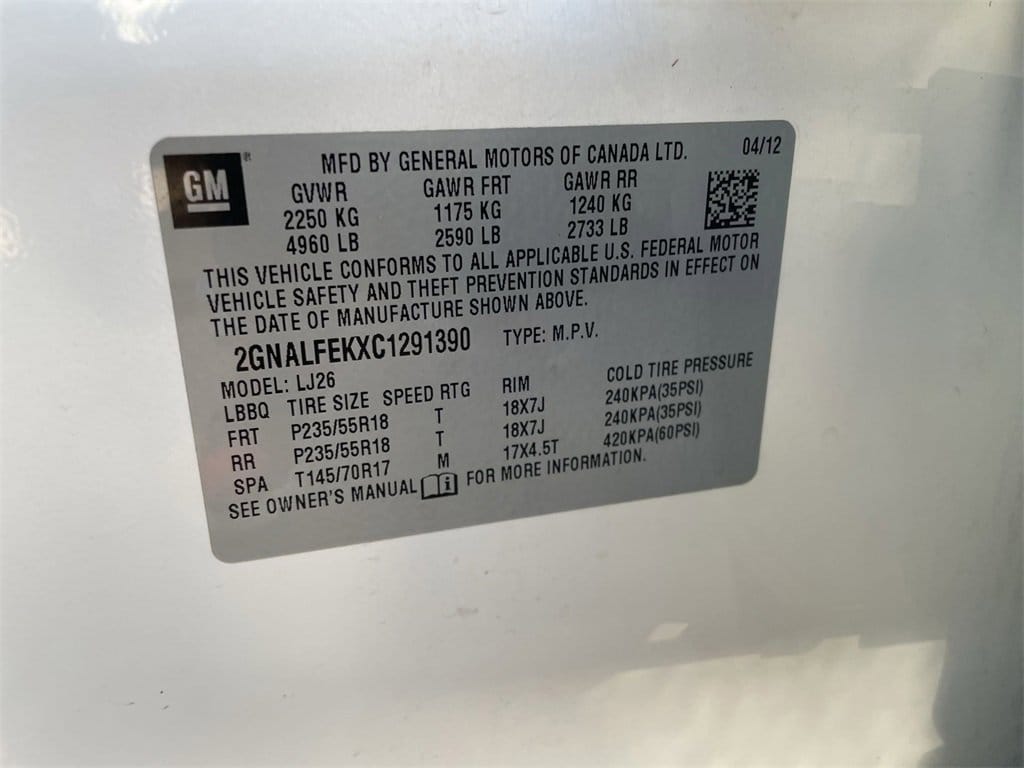 GM
MFD BY GENERAL MOTORS OF CANADA LTD. 04/12
GVWR GAWR FRT GAWR RR
2250 KG 1175 KG 1240 KG
4960 LB 2590 LB 2733 LB
THIS VEHICLE CONFORMS TO ALL APPLICABLE U.S. FEDERAL MOTOR
VEHICLE SAFETY AND THEFT PREVENTION STANDARDS IN EFFECT ON
THE DATE OF MANUFACTURE SHOWN ABOVE.
2GNALFEKXC1291390 TYPE: M.P.V.
MODEL: LJ26
LBBQ TIRE SIZE SPEED RTG RIM COLD TIRE PRESSURE
FRT P235/55R18 T 18X7J 240KPA(35PSI)
RR P235/55R18 T 18X7J 240KPA(35PSI)
SPA T145/70R17 M 17X4.5T 420KPA(60PSI)
SEE OWNER'S MANUAL FOR MORE INFORMATION.